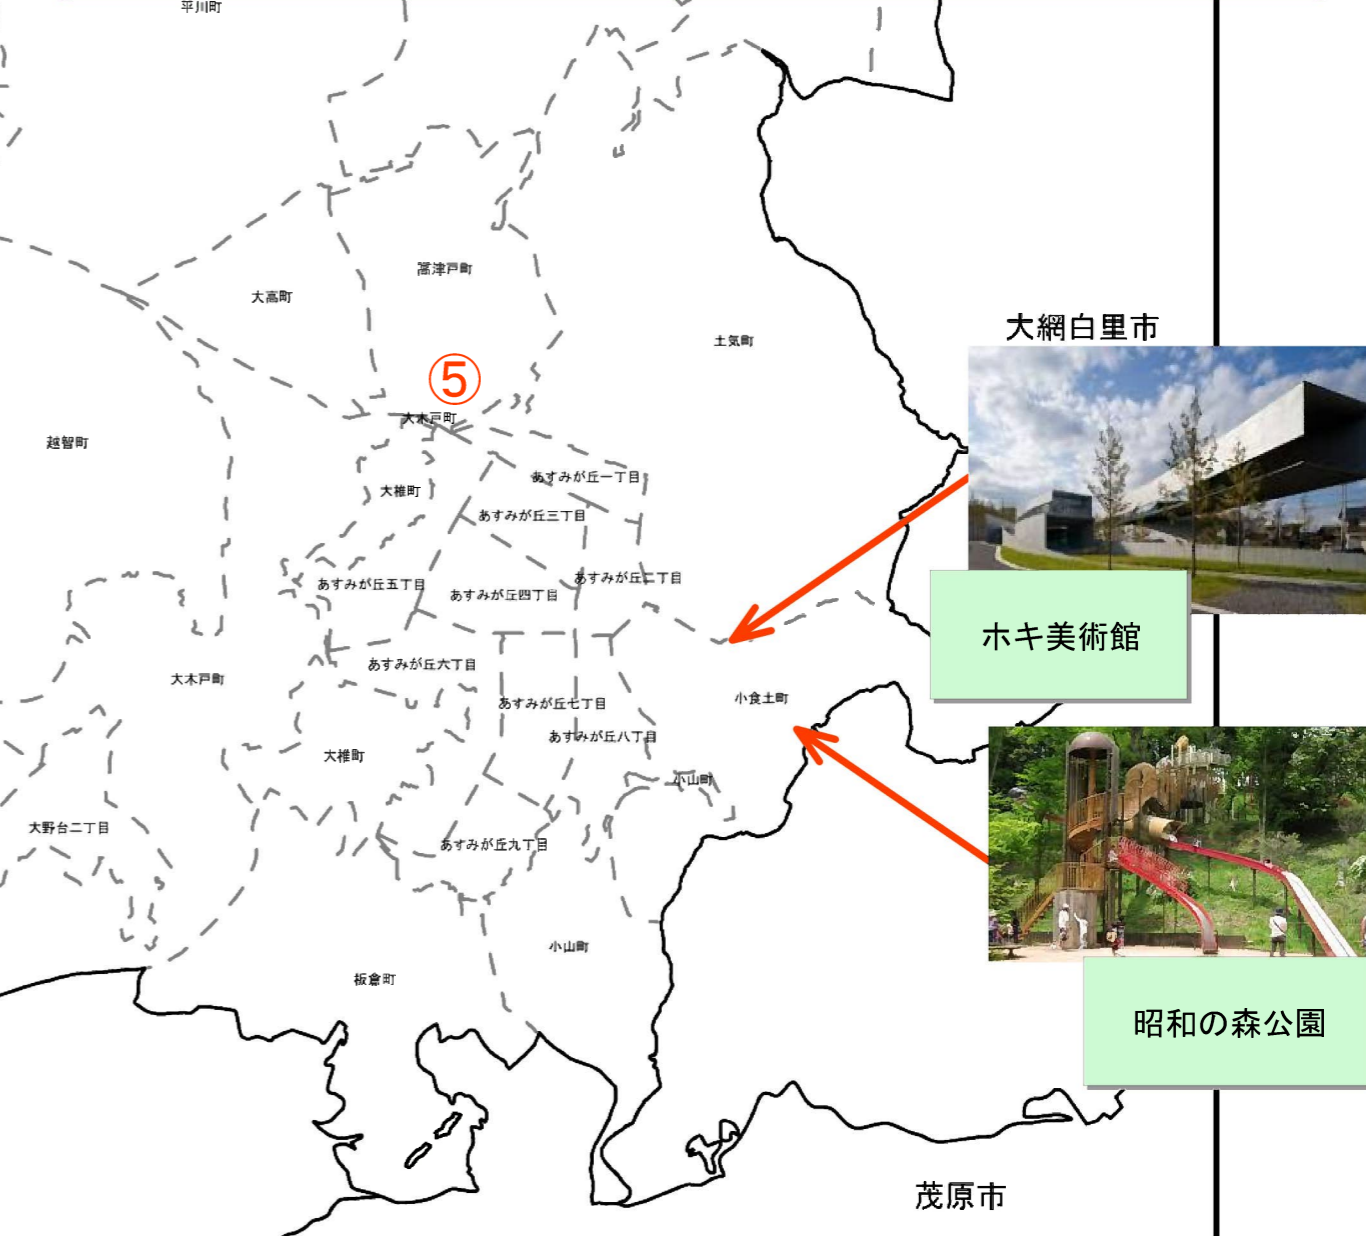 平川町
高津戸町
大高町
大網白里市
土気町
⑤
大木戸町
越智町
あすみが丘一丁目
大椎町
あすみが丘三丁目
あすみが丘二丁目
あすみが丘五丁目
あすみが丘四丁目
ホキ美術館
あすみが丘六丁目
大木戸町
小食土町
あすみが丘七丁目
あすみが丘八丁目
大椎町
小山町
大野台二丁目
あすみが丘九丁目
小山町
板倉町
昭和の森公園
茂原市